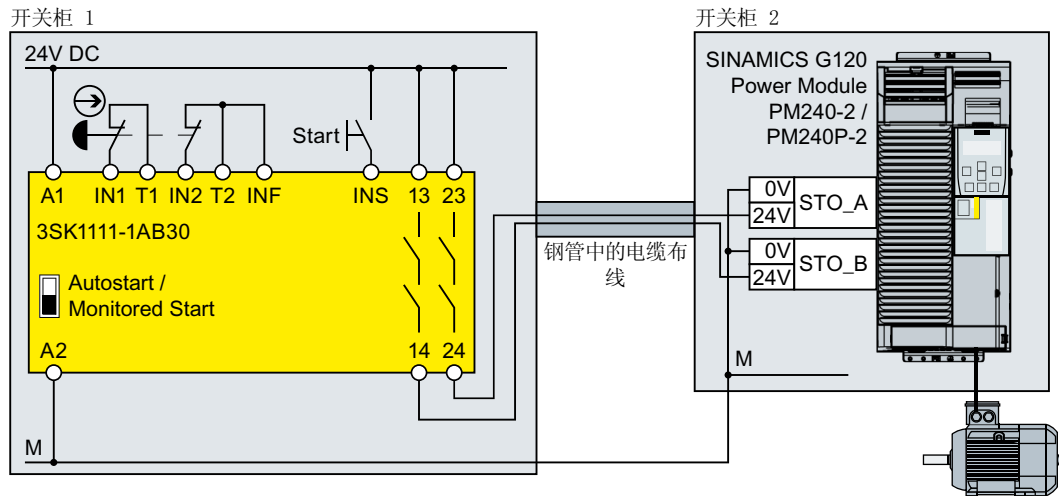 开关柜 1
开关柜 2
24V DC
SINAMICS G120
Power Module
PM240-2 /
PM240P-2
Start
A1 IN1 T1 IN2 T2 INF INS 13 23
3SK1111-1AB30
0V
24V
STO_A
0V
24V
STO_B
钢管中的电缆布
线
Autostart /
Monitored Start
A2 14 24
M
M